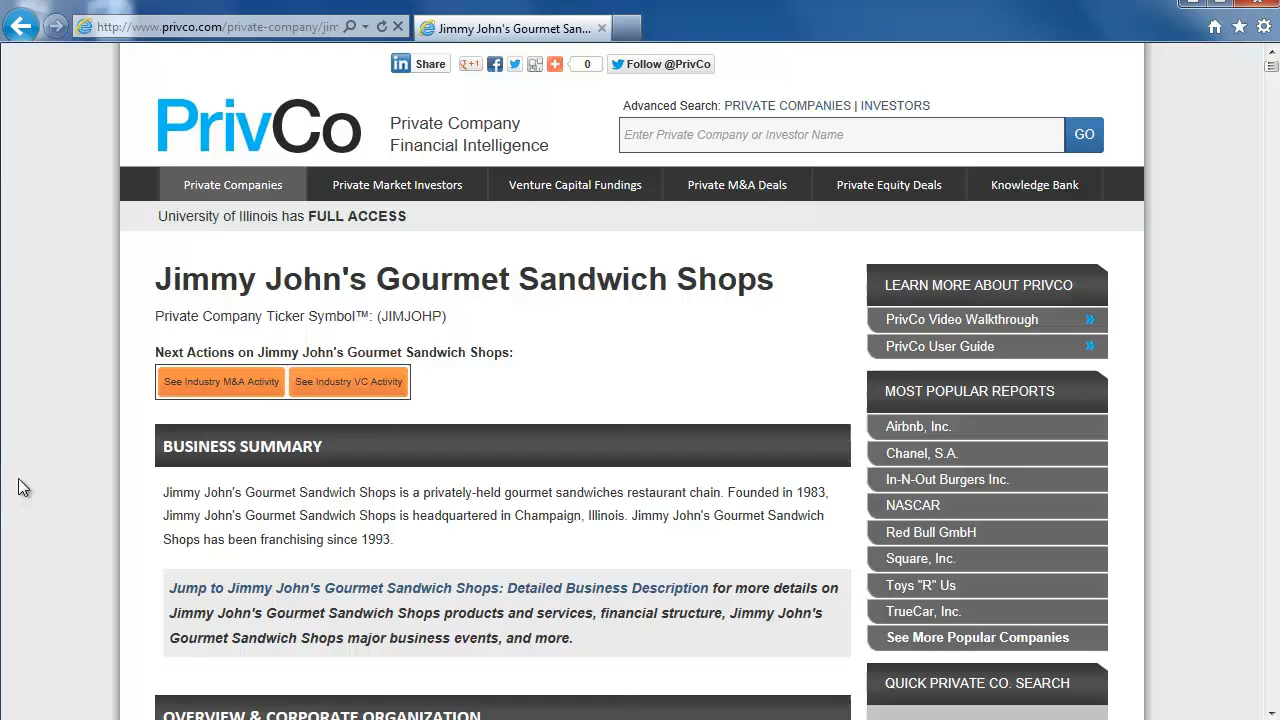 http://www.privco.com/private-company/jim
Jimmy John's Gourmet San...
Share
g+1
0
Follow @PrivCo
PrivCo
Private Company
Financial Intelligence
Advanced Search: PRIVATE COMPANIES | INVESTORS
Enter Private Company or Investor Name
GO
Private Companies
Private Market Investors
Venture Capital Fundings
Private M&A Deals
Private Equity Deals
Knowledge Bank
University of Illinois has FULL ACCESS
Jimmy John's Gourmet Sandwich Shops
Private Company Ticker Symbol™: (JIMJOHP)
Next Actions on Jimmy John's Gourmet Sandwich Shops:
See Industry M&A Activity
See Industry VC Activity
BUSINESS SUMMARY
Jimmy John's Gourmet Sandwich Shops is a privately-held gourmet sandwiches restaurant chain. Founded in 1983,
Jimmy John's Gourmet Sandwich Shops is headquartered in Champaign, Illinois. Jimmy John's Gourmet Sandwich
Shops has been franchising since 1993.
Jump to Jimmy John's Gourmet Sandwich Shops: Detailed Business Description for more details on
Jimmy John's Gourmet Sandwich Shops products and services, financial structure, Jimmy John's
Gourmet Sandwich Shops major business events, and more.
OVERVIEW & CORPORATE ORGANIZATION
LEARN MORE ABOUT PRIVCO
PrivCo Video Walkthrough
PrivCo User Guide
MOST POPULAR REPORTS
Airbnb, Inc.
Chanel, S.A.
In-N-Out Burgers Inc.
NASCAR
Red Bull GmbH
Square, Inc.
Toys "R" Us
TrueCar, Inc.
See More Popular Companies
QUICK PRIVATE CO. SEARCH